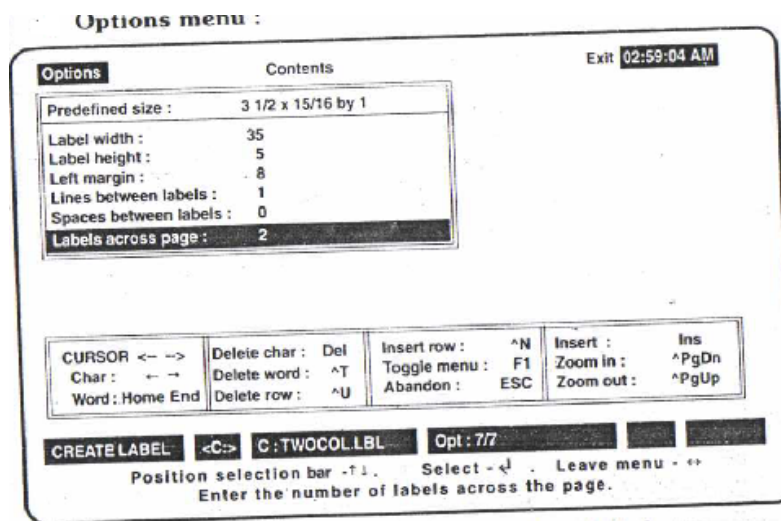 Options menu :
Options Contents Exit 02:59:04 AM
Predefined size : 3 1/2 x 15/16 by 1
Label width : 35
Label height : 5
Left margin : 8
Lines between labels : 1
Spaces between labels : 0
Labels across page : 2
CURSOR <-- --> Delete char : Del Insert row : ^N Insert : Ins
Char : ← → Delete word : ^T Toggle menu : F1 Zoom in : ^PgDn
Word : Home End Delete row : ^U Abandon : ESC Zoom out : ^PgUp
CREATE LABEL <C:> C : TWOCOL.LBL Opt : 7/7
Position selection bar -↑↓. Select - ↵ . Leave menu - ↔
Enter the number of labels across the page.